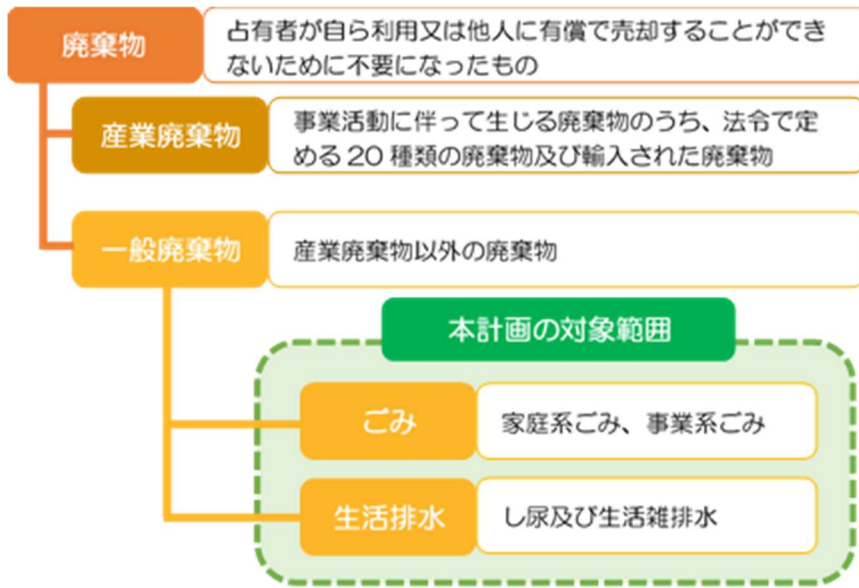 廃棄物
占有者が自ら利用又は他人に有償で売却することができ
ないために不要になったもの
産業廃棄物
事業活動に伴って生じる廃棄物のうち、法令で定
める20種類の廃棄物及び輸入された廃棄物
一般廃棄物
産業廃棄物以外の廃棄物
本計画の対象範囲
ごみ
家庭系ごみ、事業系ごみ
生活排水
し尿及び生活雑排水